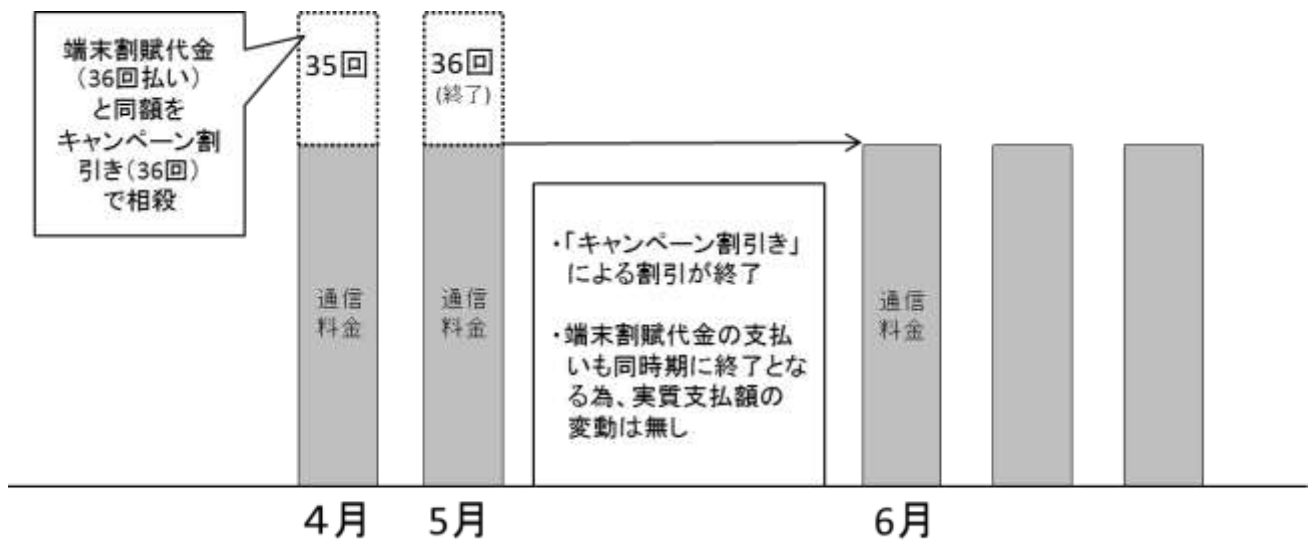 端末割賦代金
(36回払い)
と同額を
キャンペーン割
引き(36回)
で相殺
35回
36回
(終了)
・「キャンペーン割引き」
による割引が終了
・端末割賦代金の支払
いも同時期に終了とな
る為、実質支払額の
変動は無し
通信
料金
通信
料金
通信
料金
4月
5月
6月